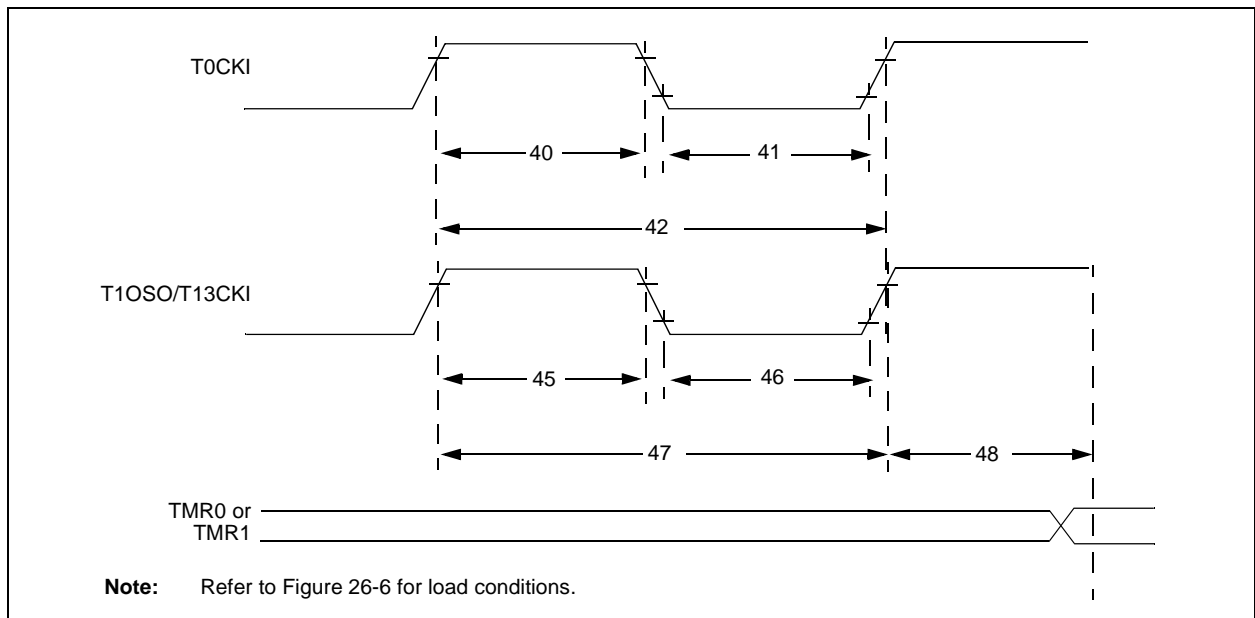 T0CKI
40
41
42
T1OSO/T13CKI
45
46
47
48
TMR0 or
TMR1
Note: Refer to Figure 26-6 for load conditions.